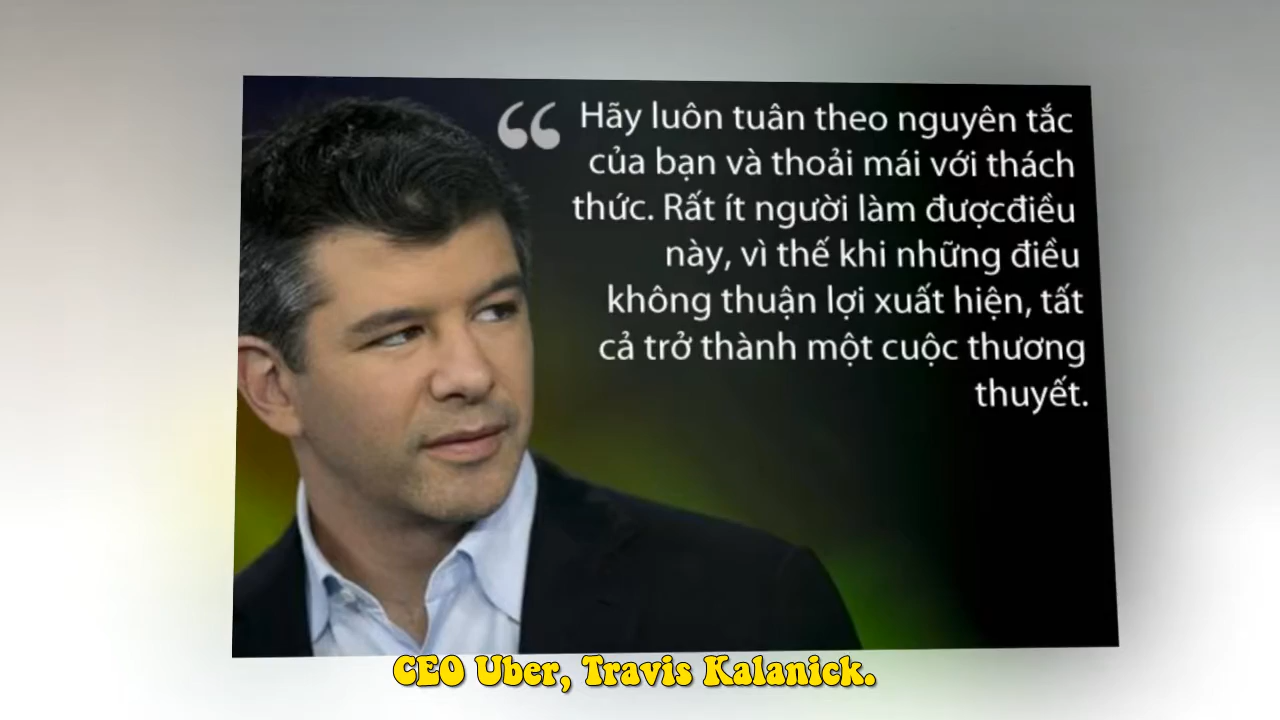 “ Hãy luôn tuân theo nguyên tắc
của bạn và thoải mái với thách
thức. Rất ít người làm đượcđiều
này, vì thế khi những điều
không thuận lợi xuất hiện, tất
cả trở thành một cuộc thương
thuyết.
CEO Uber, Travis Kalanick.